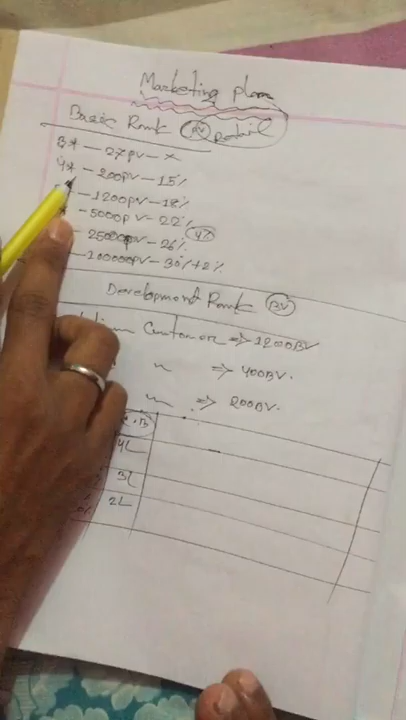 Marketing plan
Basic Rank PV Retail
3* — 27PV — X
4* — 200PV — 15%
* — 1200PV — 18%
* — 5000PV — 22%
25000PV — 26% 4%
100000PV — 30% + 2%
Development Rank BV
Customer ⇒ 1200BV
" ⇒ 400BV.
" ⇒ 200BV.
4L
3L
2L